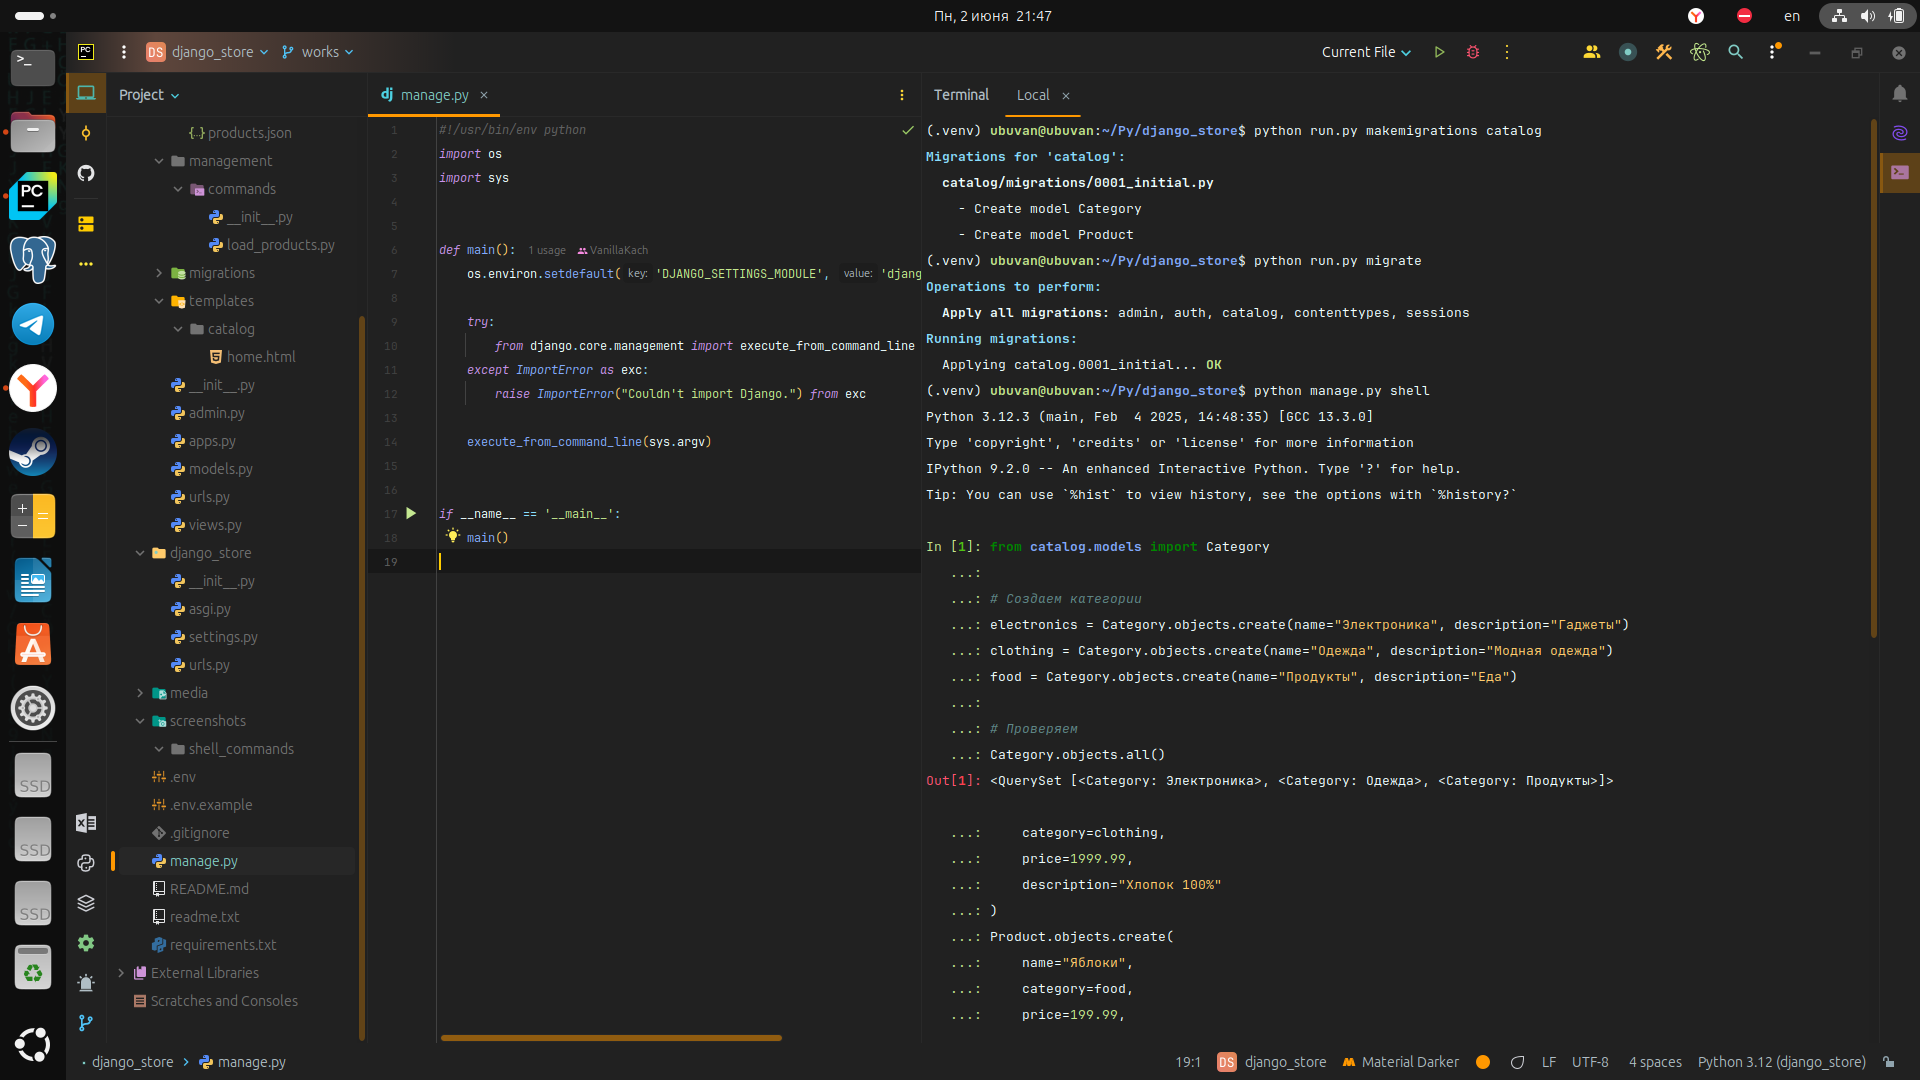 Пн, 2 июня 21:47
en
PC
DS django_store
works
Current File
Project
products.json
management
commands
__init__.py
load_products.py
migrations
templates
catalog
home.html
__init__.py
admin.py
apps.py
models.py
urls.py
views.py
django_store
__init__.py
asgi.py
settings.py
urls.py
media
screenshots
shell_commands
.env
.env.example
.gitignore
manage.py
README.md
readme.txt
requirements.txt
External Libraries
Scratches and Consoles
PC
SSD
SSD
SSD
dj manage.py
1 #!/usr/bin/env python
2 import os
3 import sys
4
5
6 def main(): 1 usage VanillaKach
7 os.environ.setdefault( key: 'DJANGO_SETTINGS_MODULE', value: 'djang
8
9 try:
10 from django.core.management import execute_from_command_line
11 except ImportError as exc:
12 raise ImportError("Couldn't import Django.") from exc
13
14 execute_from_command_line(sys.argv)
15
16
17 if __name__ == '__main__':
18 main()
19
Terminal Local
(.venv) ubuvan@ubuvan:~/Py/django_store$ python run.py makemigrations catalog
Migrations for 'catalog':
catalog/migrations/0001_initial.py
- Create model Category
- Create model Product
(.venv) ubuvan@ubuvan:~/Py/django_store$ python run.py migrate
Operations to perform:
Apply all migrations: admin, auth, catalog, contenttypes, sessions
Running migrations:
Applying catalog.0001_initial... OK
(.venv) ubuvan@ubuvan:~/Py/django_store$ python manage.py shell
Python 3.12.3 (main, Feb  4 2025, 14:48:35) [GCC 13.3.0]
Type 'copyright', 'credits' or 'license' for more information
IPython 9.2.0 -- An enhanced Interactive Python. Type '?' for help.
Tip: You can use `%hist` to view history, see the options with `%history?`
In [1]: from catalog.models import Category
...:
...: # Создаем категории
...: electronics = Category.objects.create(name="Электроника", description="Гаджеты")
...: clothing = Category.objects.create(name="Одежда", description="Модная одежда")
...: food = Category.objects.create(name="Продукты", description="Еда")
...:
...: # Проверяем
...: Category.objects.all()
Out[1]: <QuerySet [<Category: Электроника>, <Category: Одежда>, <Category: Продукты>]>
...: category=clothing,
...: price=1999.99,
...: description="Хлопок 100%"
...: )
...: Product.objects.create(
...: name="Яблоки",
...: category=food,
...: price=199.99,
django_store > manage.py
19:1 DS django_store Material Darker LF UTF-8 4 spaces Python 3.12 (django_store)